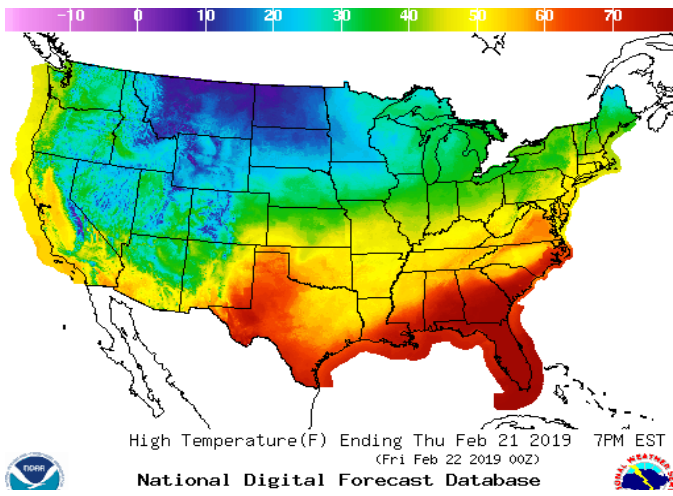 -10 0 10 20 30 40 50 60 70
High Temperature(F) Ending Thu Feb 21 2019 7PM EST
(Fri Feb 22 2019 00Z)
National Digital Forecast Database
NOAA